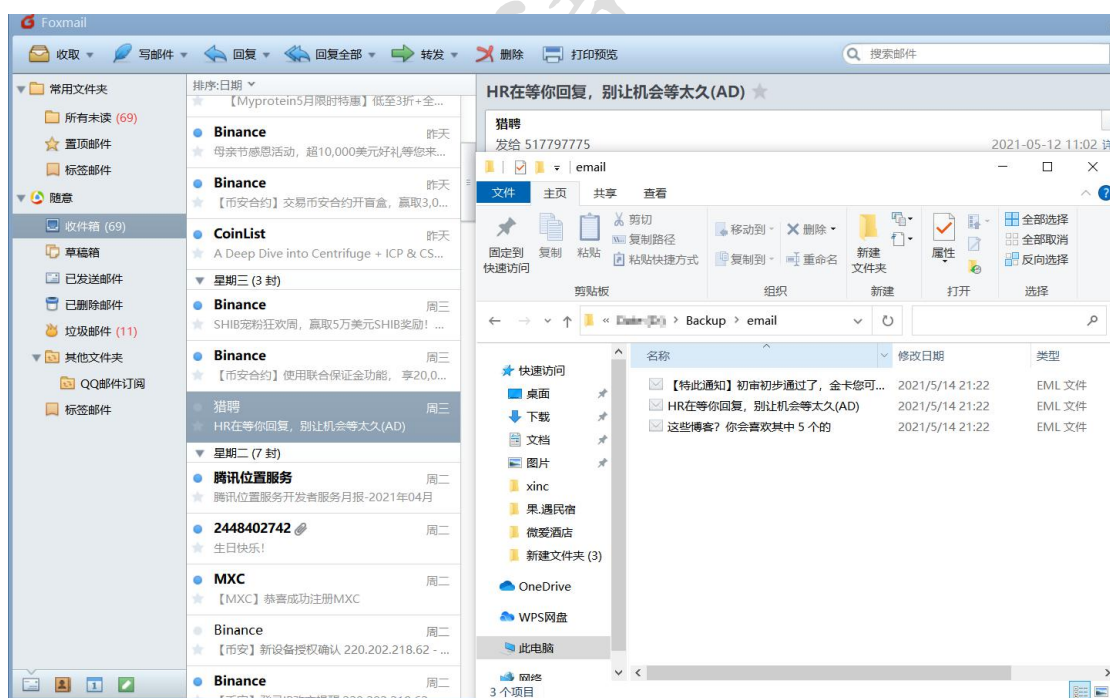 Foxmail
收取 写邮件 回复 回复全部 转发 删除 打印预览 搜索邮件
常用文件夹
所有未读 (69)
置顶邮件
标签邮件
随意
收件箱 (69)
草稿箱
已发送邮件
已删除邮件
垃圾邮件 (11)
其他文件夹
QQ邮件订阅
标签邮件
排序:日期
【Myprotein5月限时特惠】低至3折+全...
Binance 昨天
母亲节感恩活动，超10,000美元好礼等您来...
Binance 昨天
【币安合约】交易币安合约开盲盒，赢取3,0...
CoinList 昨天
A Deep Dive into Centrifuge + ICP & CS...
星期三 (3 封)
Binance 周三
SHIB宠粉狂欢周，赢取5万美元SHIB奖励！...
Binance 周三
【币安合约】使用联合保证金功能， 享20,0...
猎聘 周三
HR在等你回复，别让机会等太久(AD)
星期二 (7 封)
腾讯位置服务 周二
腾讯位置服务开发者服务月报-2021年04月
2448402742 周二
生日快乐！
MXC 周二
【MXC】恭喜成功注册MXC
Binance 周二
【币安】新设备授权确认 220.202.218.62 - ...
Binance 周二
HR在等你回复，别让机会等太久(AD)
猎聘
发给 517797775 2021-05-12 11:02
email
文件 主页 共享 查看
固定到快速访问
复制
粘贴
剪切
复制路径
粘贴快捷方式
移动到
复制到
删除
重命名
新建文件夹
属性
全部选择
全部取消
反向选择
剪贴板 组织 新建 打开 选择
« › Backup › email
名称 修改日期 类型
【特此通知】初审初步通过了，金卡您可... 2021/5/14 21:22 EML 文件
HR在等你回复，别让机会等太久(AD) 2021/5/14 21:22 EML 文件
这些博客？你会喜欢其中 5 个的 2021/5/14 21:22 EML 文件
快速访问
桌面
下载
文档
图片
xinc
果.遇民宿
微爱酒店
新建文件夹 (3)
OneDrive
WPS网盘
此电脑
网络
3 个项目